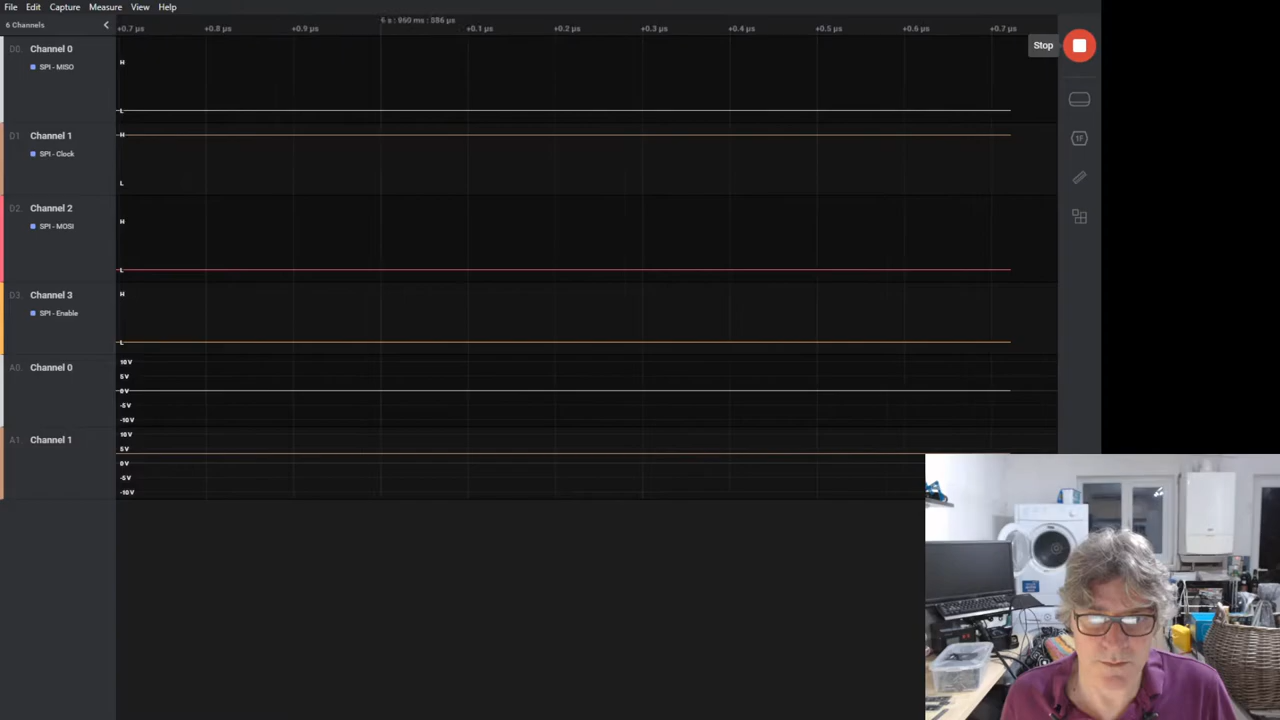 File Edit Capture Measure View Help
6 Channels
6 s : 960 ms : 886 µs
+0.7 µs +0.8 µs +0.9 µs +0.1 µs +0.2 µs +0.3 µs +0.4 µs +0.5 µs +0.6 µs +0.7 µs
Stop
D0. Channel 0
SPI - MISO
H
L
D1. Channel 1
SPI - Clock
H
L
1F
D2. Channel 2
SPI - MOSI
H
L
D3. Channel 3
SPI - Enable
H
L
A0. Channel 0
10 V
5 V
0 V
-5 V
-10 V
A1. Channel 1
10 V
5 V
0 V
-5 V
-10 V